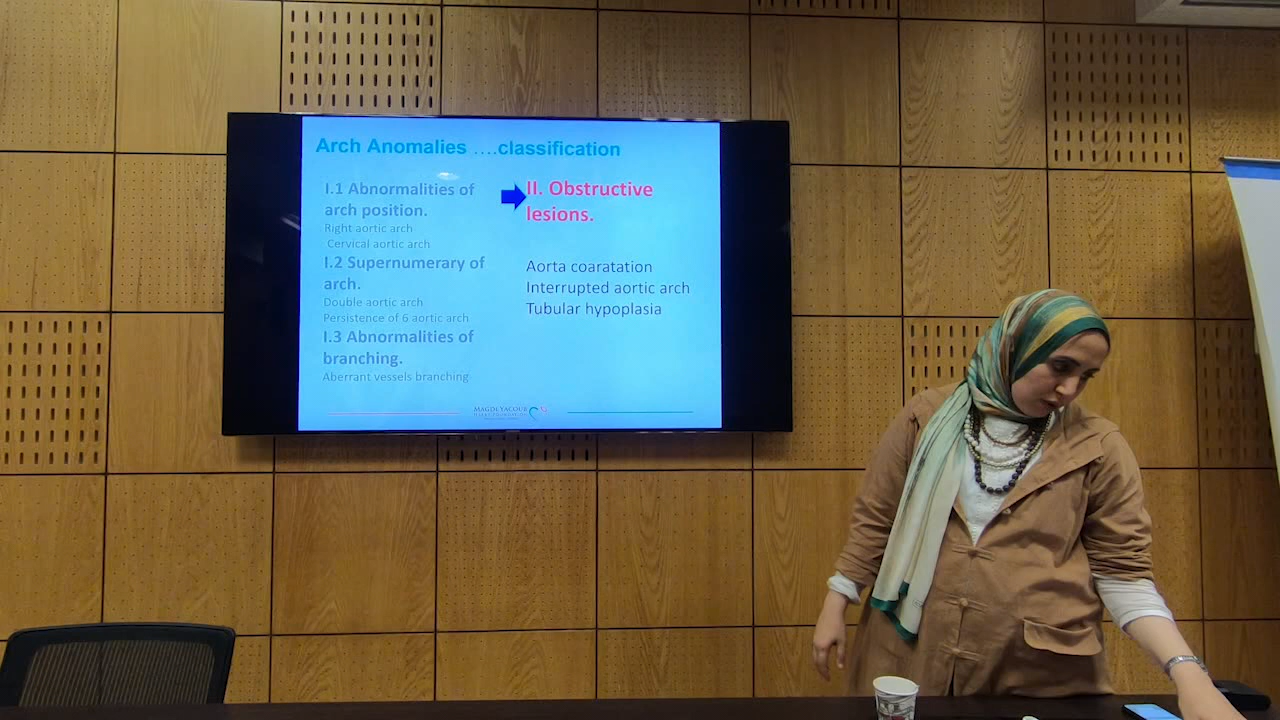 Arch Anomalies ....classification
I.1 Abnormalities of
arch position.
Right aortic arch
Cervical aortic arch
I.2 Supernumerary of
arch.
Double aortic arch
Persistence of 6 aortic arch
I.3 Abnormalities of
branching.
Aberrant vessels branching
II. Obstructive
lesions.
Aorta coaratation
Interrupted aortic arch
Tubular hypoplasia
MAGDI YACOUB